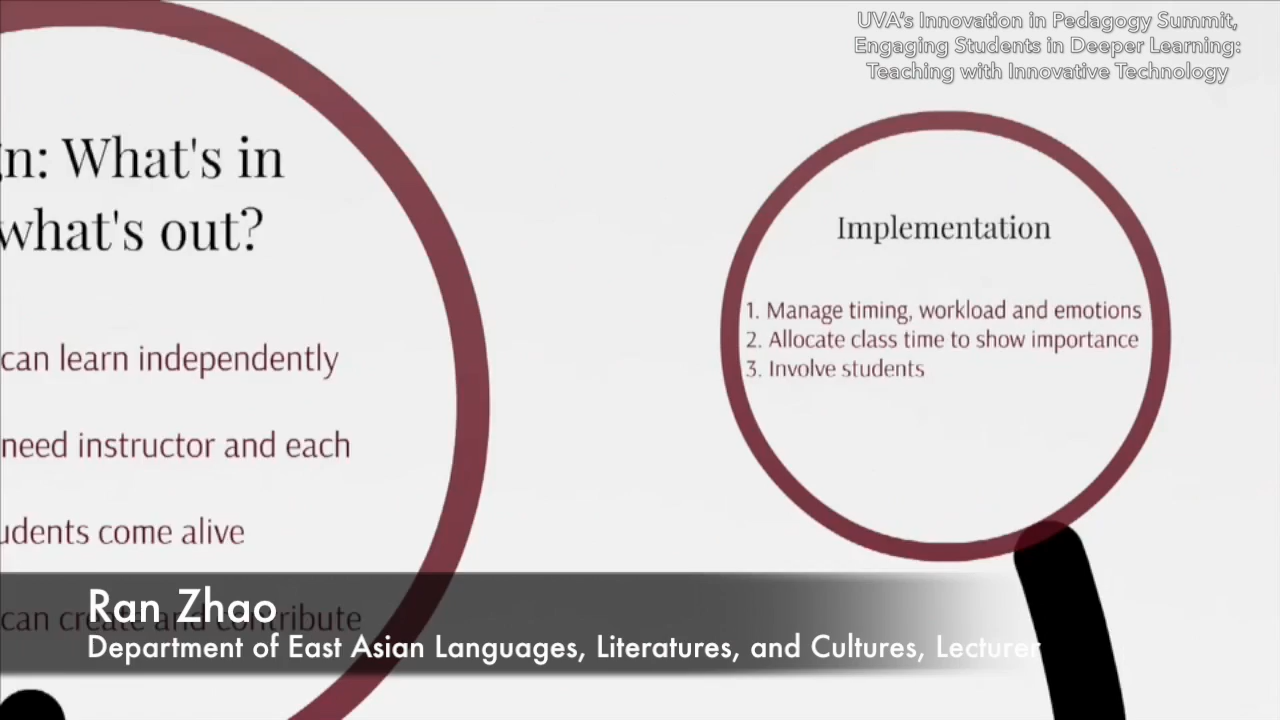 UVA's Innovation in Pedagogy Summit,
Engaging Students in Deeper Learning:
Teaching with Innovative Technology
What's in
what's out?
can learn independently
need instructor and each
come alive
can create and contribute
Implementation
1. Manage timing, workload and emotions
2. Allocate class time to show importance
3. Involve students
Ran Zhao
Department of East Asian Languages, Literatures, and Cultures, Lecturer